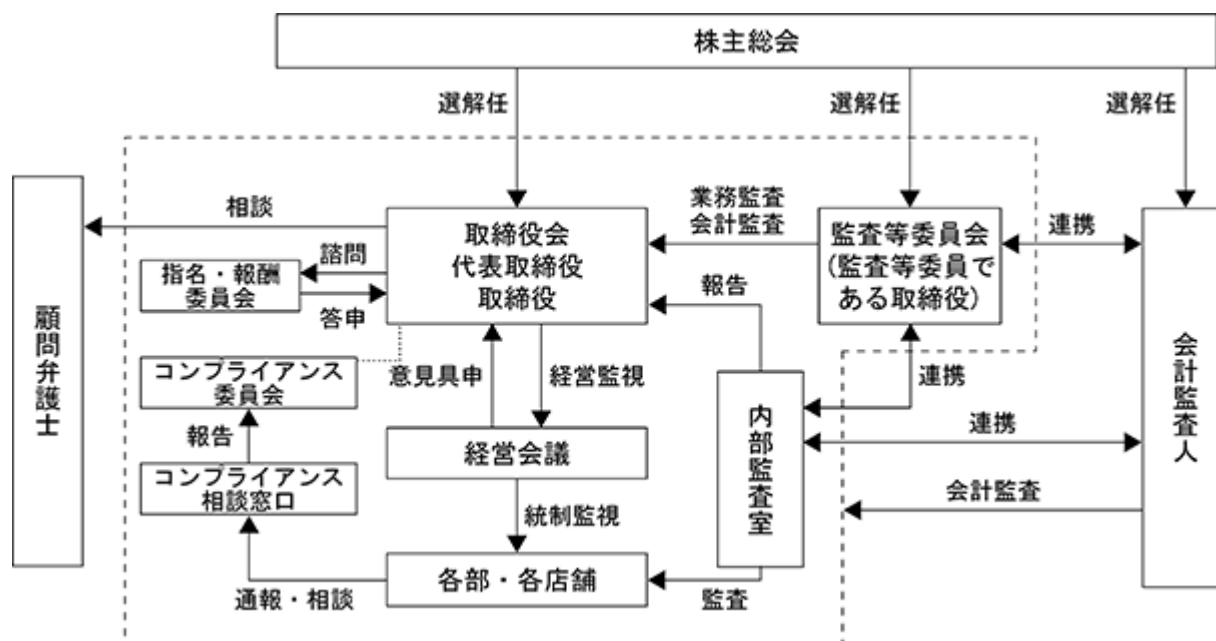 株主総会
選解任
選解任
選解任
顧問弁護士
相談
取締役会
代表取締役
取締役
業務監査
会計監査
監査等委員会
(監査等委員で
ある取締役)
連携
会計監査人
諮問
指名・報酬
委員会
答申
報告
コンプライアンス
委員会
意見具申
経営監視
連携
内部監査室
報告
経営会議
連携
コンプライアンス
相談窓口
統制監視
会計監査
各部・各店舗
通報・相談
監査